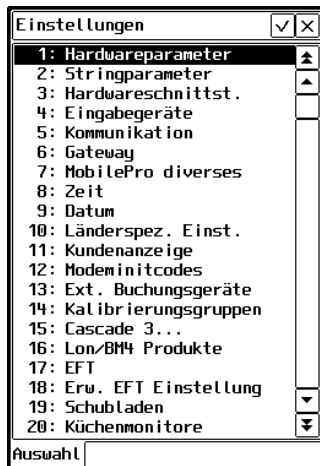 Einstellungen
1: Hardwareparameter
2: Stringparameter
3: Hardwareschnittst.
4: Eingabegeräte
5: Kommunikation
6: Gateway
7: MobilePro diverses
8: Zeit
9: Datum
10: Länderspez. Einst.
11: Kundenanzeige
12: Modeminitcodes
13: Ext. Buchungsgeräte
14: Kalibrierungsgruppen
15: Cascade 3...
16: Lon/BM4 Produkte
17: EFT
18: Erw. EFT Einstellung
19: Schubladen
20: Küchenmonitore
Auswahl